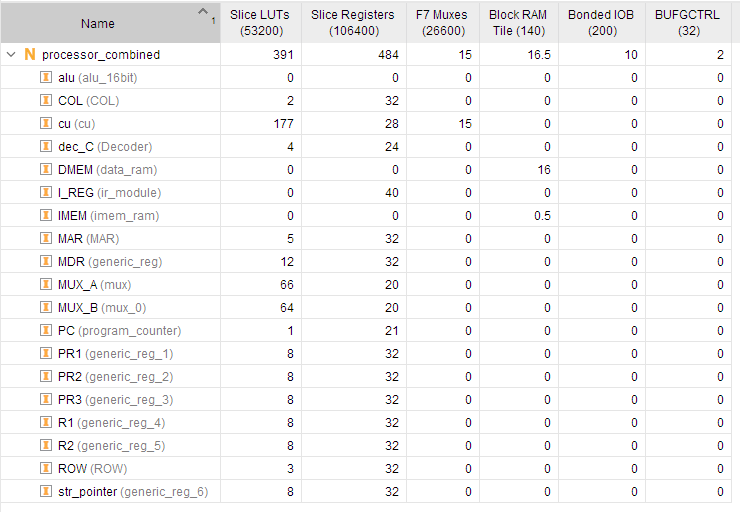 Name 1 Slice LUTs (53200) Slice Registers (106400) F7 Muxes (26600) Block RAM Tile (140) Bonded IOB (200) BUFGCTRL (32)
N processor_combined 391 484 15 16.5 10 2
I alu (alu_16bit) 0 0 0 0 0 0
I COL (COL) 2 32 0 0 0 0
I cu (cu) 177 28 15 0 0 0
I dec_C (Decoder) 4 24 0 0 0 0
I DMEM (data_ram) 0 0 0 16 0 0
I I_REG (ir_module) 0 40 0 0 0 0
I IMEM (imem_ram) 0 0 0 0.5 0 0
I MAR (MAR) 5 32 0 0 0 0
I MDR (generic_reg) 12 32 0 0 0 0
I MUX_A (mux) 66 20 0 0 0 0
I MUX_B (mux_0) 64 20 0 0 0 0
I PC (program_counter) 1 21 0 0 0 0
I PR1 (generic_reg_1) 8 32 0 0 0 0
I PR2 (generic_reg_2) 8 32 0 0 0 0
I PR3 (generic_reg_3) 8 32 0 0 0 0
I R1 (generic_reg_4) 8 32 0 0 0 0
I R2 (generic_reg_5) 8 32 0 0 0 0
I ROW (ROW) 3 32 0 0 0 0
I str_pointer (generic_reg_6) 8 32 0 0 0 0